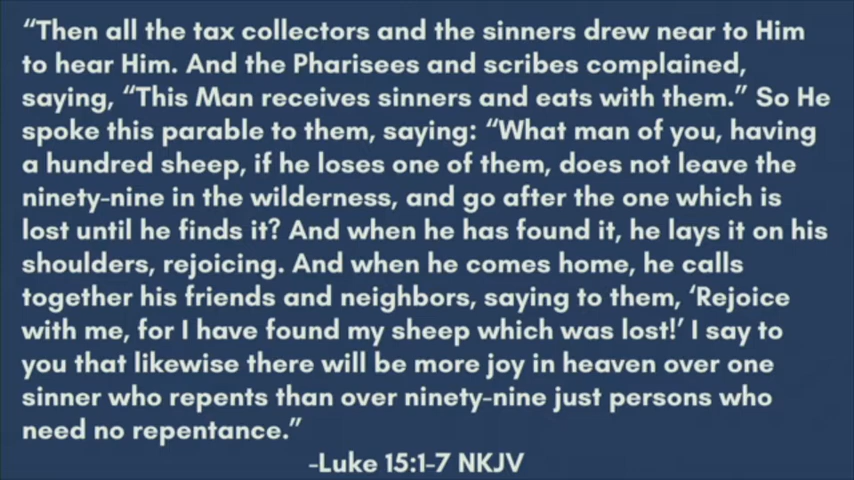 “Then all the tax collectors and the sinners drew near to Him
to hear Him. And the Pharisees and scribes complained,
saying, “This Man receives sinners and eats with them.” So He
spoke this parable to them, saying: “What man of you, having
a hundred sheep, if he loses one of them, does not leave the
ninety-nine in the wilderness, and go after the one which is
lost until he finds it? And when he has found it, he lays it on his
shoulders, rejoicing. And when he comes home, he calls
together his friends and neighbors, saying to them, ‘Rejoice
with me, for I have found my sheep which was lost!’ I say to
you that likewise there will be more joy in heaven over one
sinner who repents than over ninety-nine just persons who
need no repentance.”
-Luke 15:1-7 NKJV